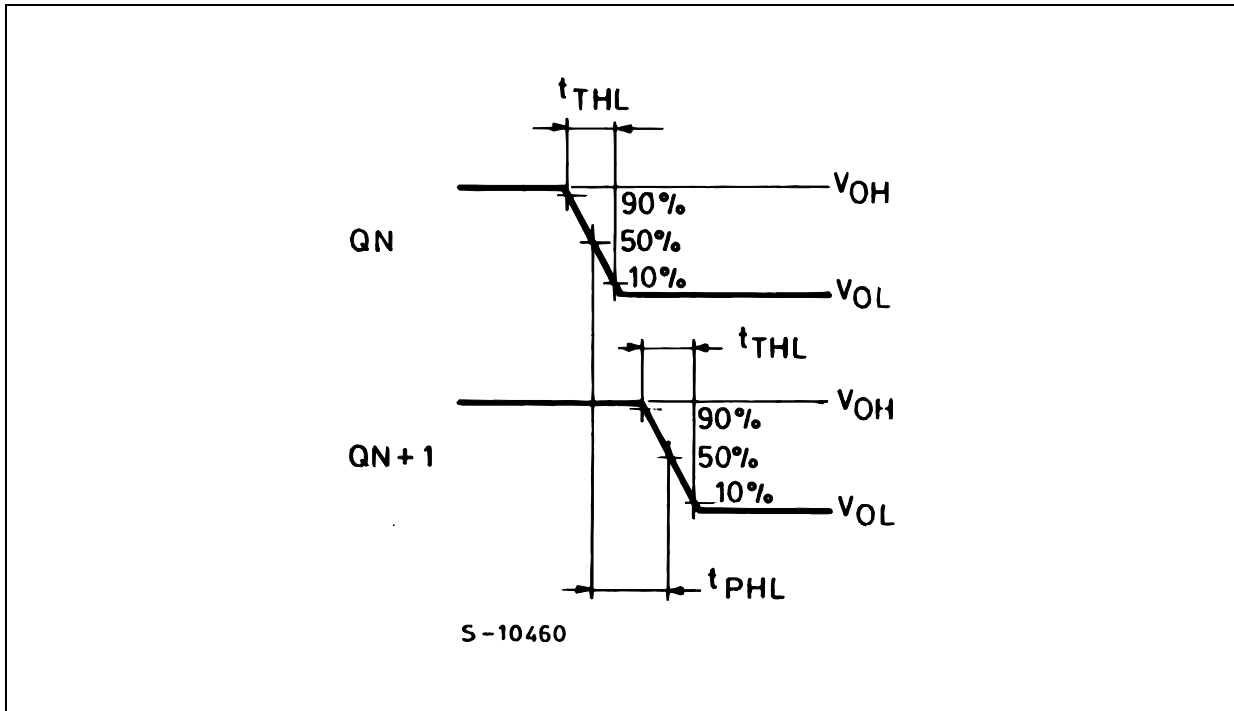 tTHL
VOH
90%
QN
50%
10%
VOL
tTHL
VOH
90%
QN+1
50%
10%
VOL
tPHL
S-10460